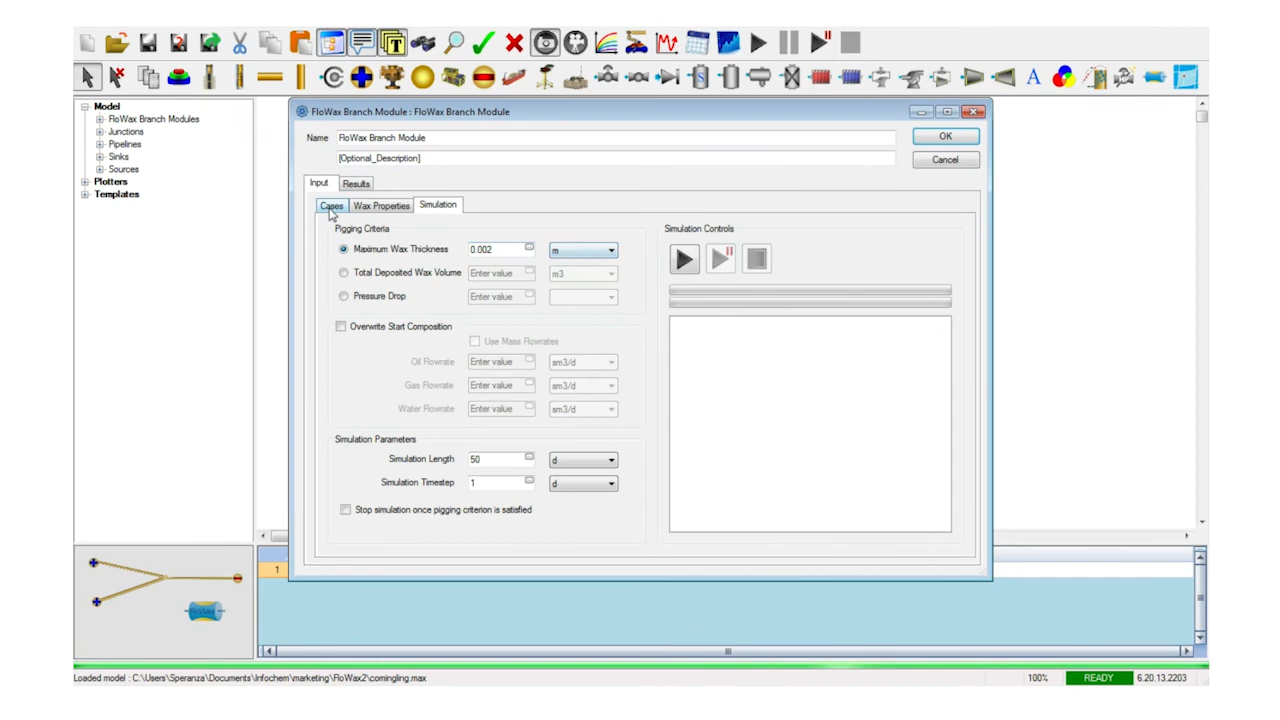 Model
FloWax Branch Modules
Junctions
Pipelines
Sinks
Sources
Plotters
Templates
FloWax Branch Module : FloWax Branch Module
Name FloWax Branch Module
[Optional_Description]
OK
Cancel
Input Results
Cases Wax Properties Simulation
Pigging Criteria
Maximum Wax Thickness 0.002 m
Total Deposited Wax Volume Enter value m3
Pressure Drop Enter value
Overwrite Start Composition
Use Mass Flowrates
Oil Flowrate Enter value sm3/d
Gas Flowrate Enter value sm3/d
Water Flowrate Enter value sm3/d
Simulation Parameters
Simulation Length 50 d
Simulation Timestep 1 d
Stop simulation once pigging criterion is satisfied
Simulation Controls
1
FloWax
Loaded model : C:\Users\Speranza\Documents\Infochem\marketing\FloWax2\comingling.max
100% READY 6.20.13.2203